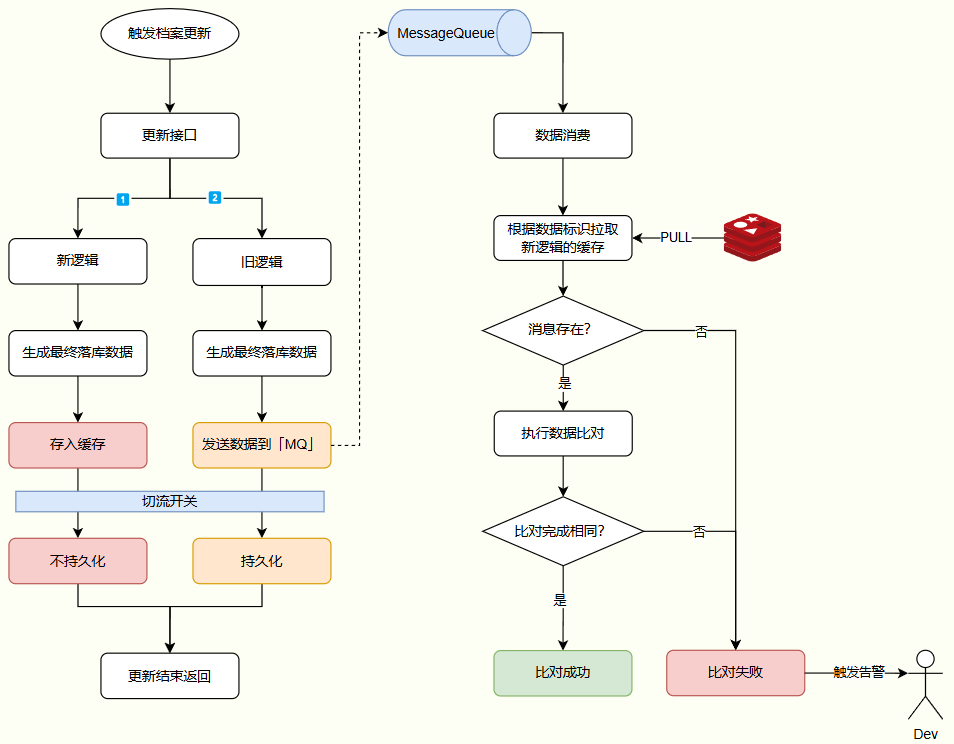 触发档案更新
更新接口
1
2
新逻辑
旧逻辑
生成最终落库数据
生成最终落库数据
存入缓存
发送数据到「MQ」
切流开关
不持久化
持久化
更新结束返回
MessageQueue
数据消费
根据数据标识拉取
新逻辑的缓存
PULL
消息存在?
否
是
执行数据比对
比对完成相同?
否
是
比对成功
比对失败
触发告警
Dev